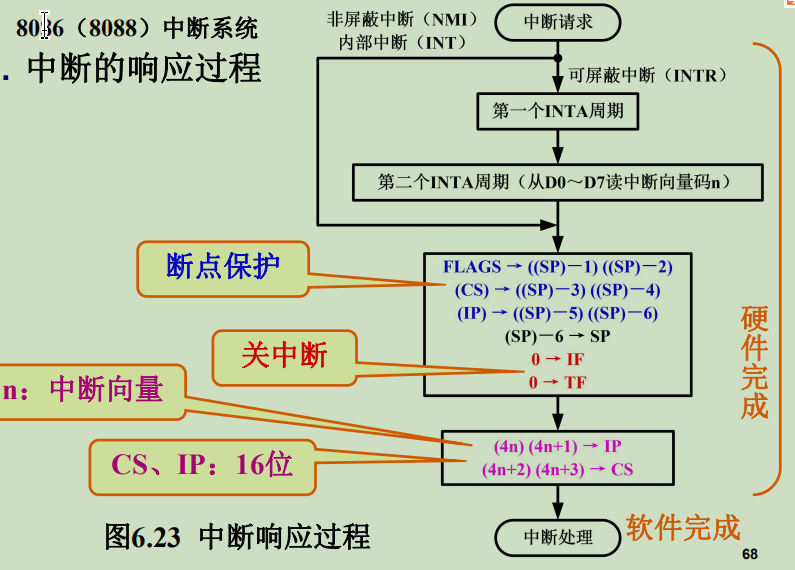 8086（8088）中断系统
. 中断的响应过程
非屏蔽中断（NMI）
内部中断（INT）
中断请求
可屏蔽中断（INTR）
第一个INTA周期
第二个INTA周期（从D0～D7读中断向量码n）
断点保护
FLAGS → ((SP)－1) ((SP)－2)
(CS) → ((SP)－3) ((SP)－4)
(IP) → ((SP)－5) ((SP)－6)
(SP)－6 → SP
0 → IF
0 → TF
关中断
硬件完成
n：中断向量
(4n) (4n+1) → IP
(4n+2) (4n+3) → CS
CS、IP：16位
中断处理
软件完成
图6.23 中断响应过程
68